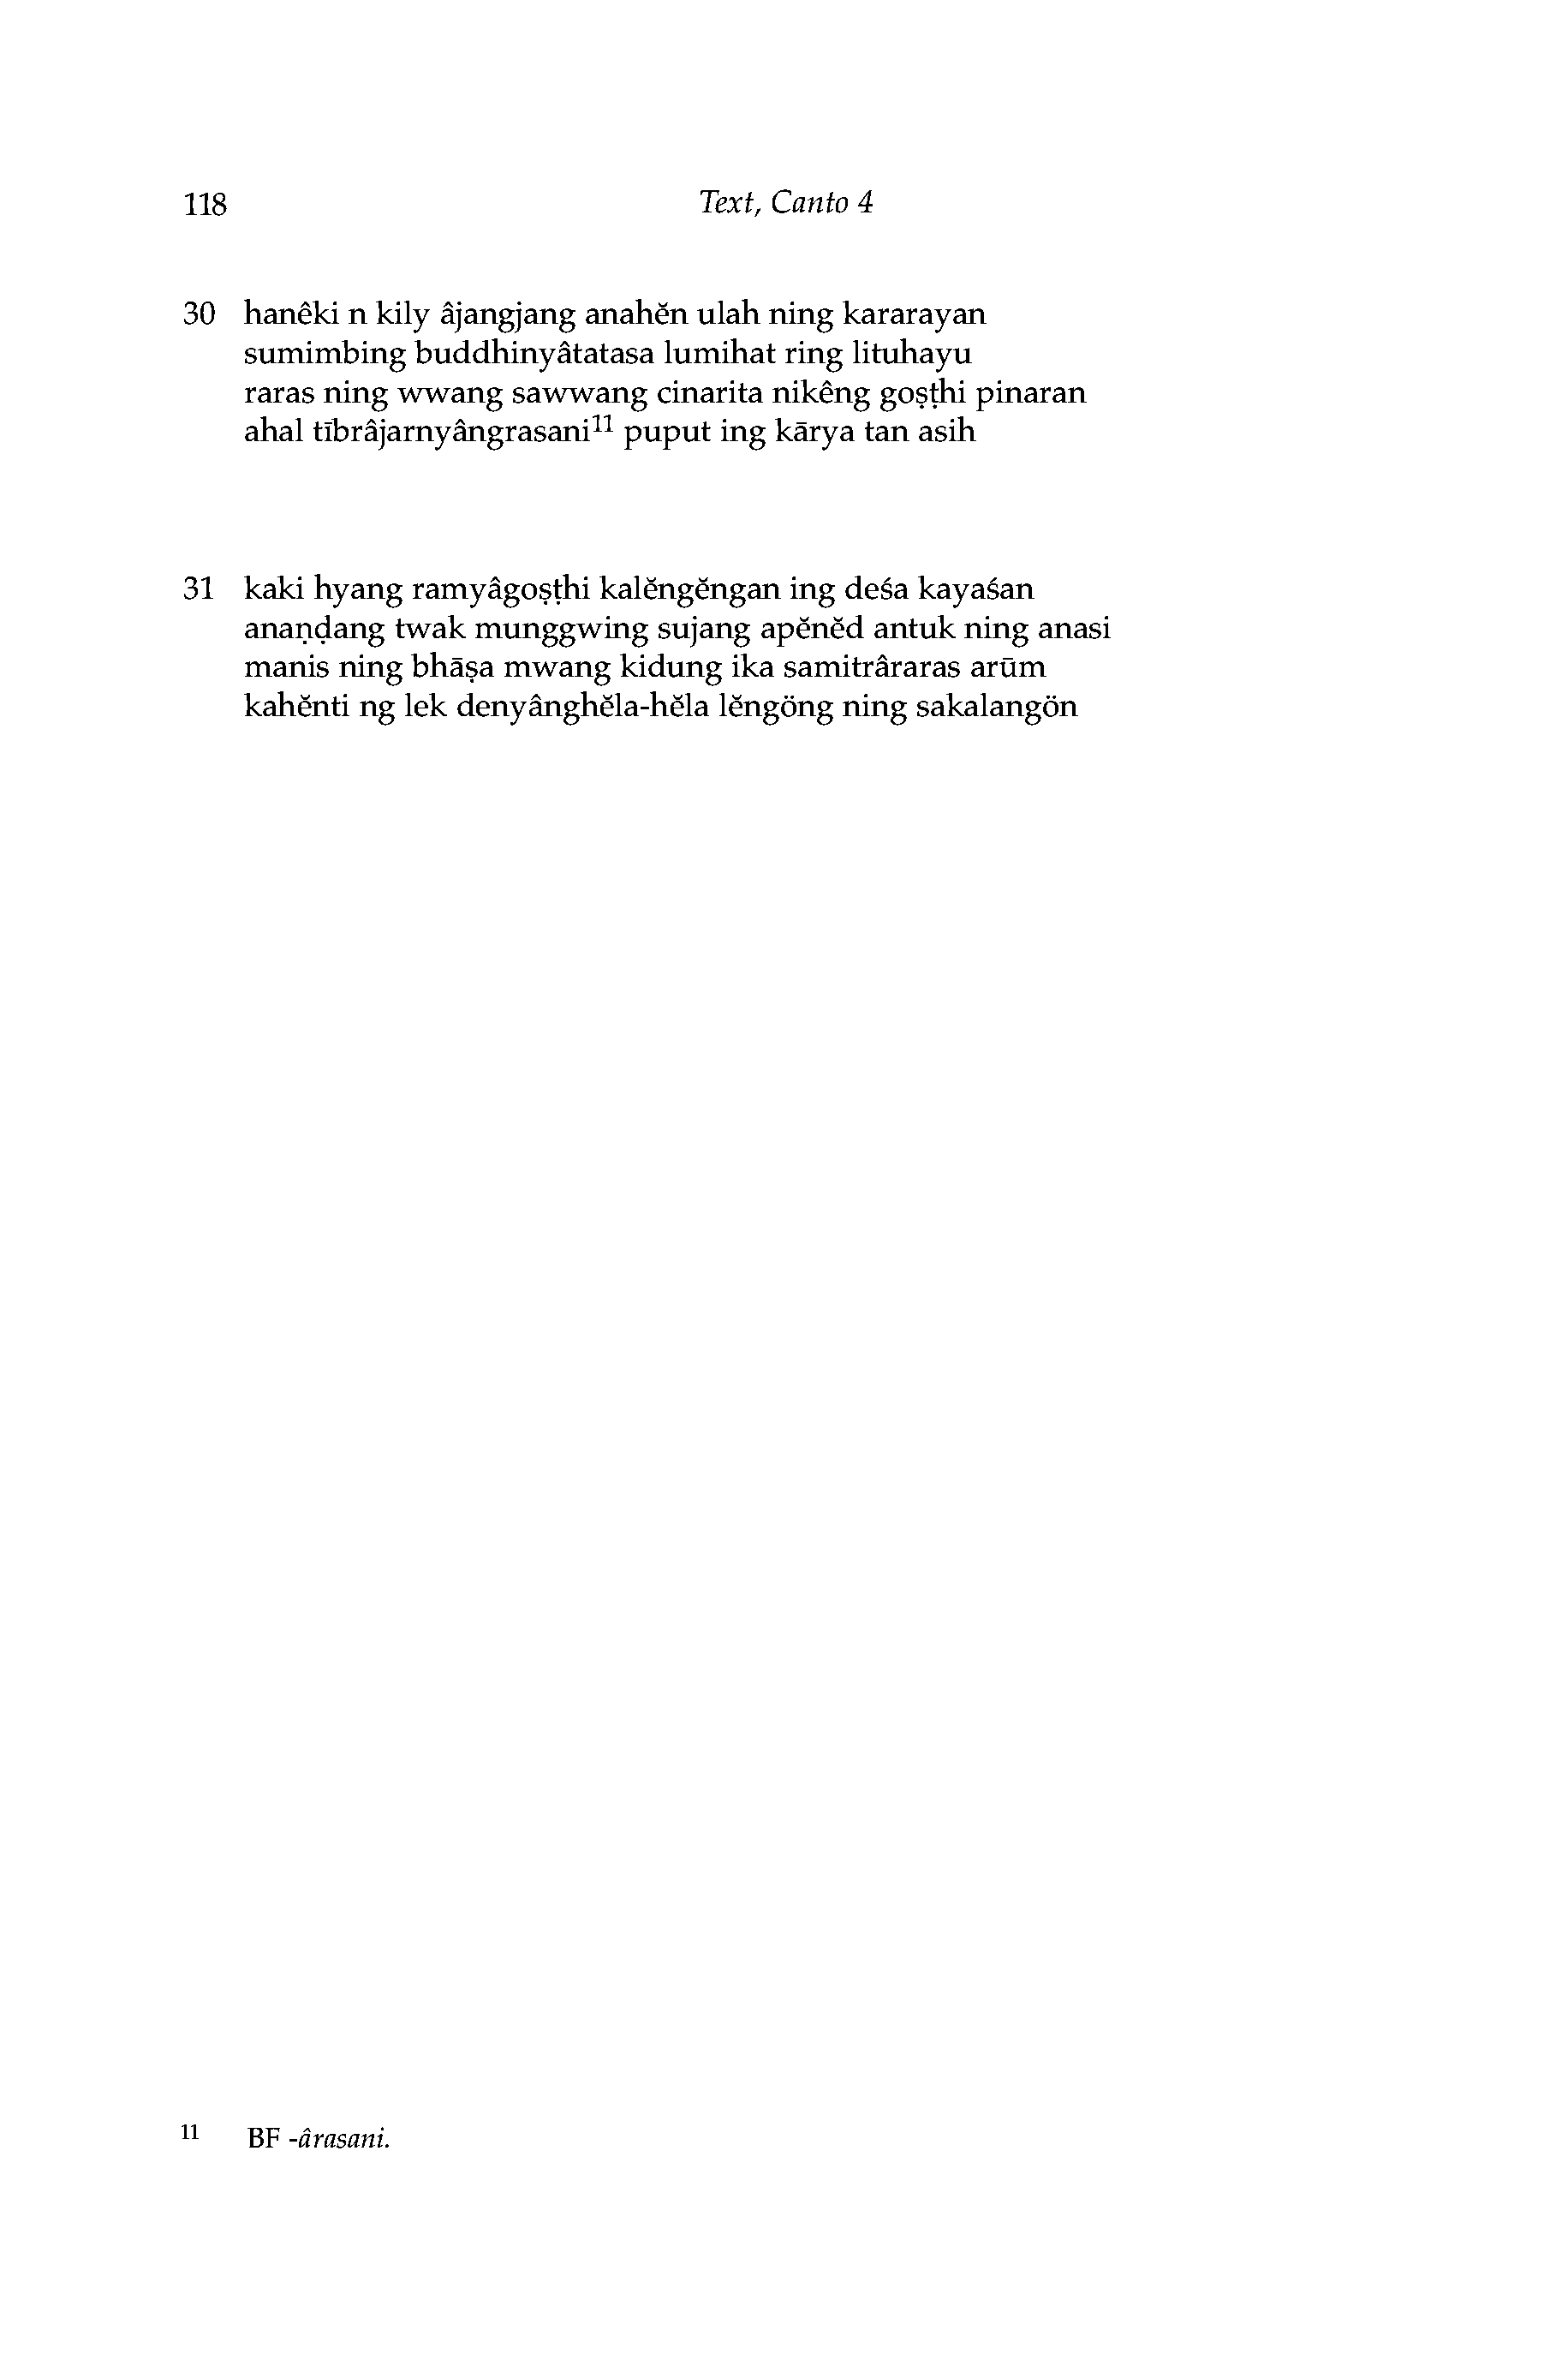 118 Text, Canto 4
30 hanêki n kily âjangjang anahĕn ulah ning kararayan
sumimbing buddhinyâtatasa lumihat ring lituhayu
raras ning wwang sawwang cinarita nikêng goṣṭhi pinaran
ahal tībrâjarnyângrasani¹¹ puput ing kārya tan asih
31 kaki hyang ramyâgoṣṭhi kalĕngĕngan ing deśa kayaśan
anaṇḍang twak munggwing sujang apĕnĕd antuk ning anasi
manis ning bhāṣa mwang kidung ika samitrâraras arūm
kahĕnti ng lek denyânghĕla-hĕla lĕngöng ning sakalangön
¹¹ BF -ârasani.